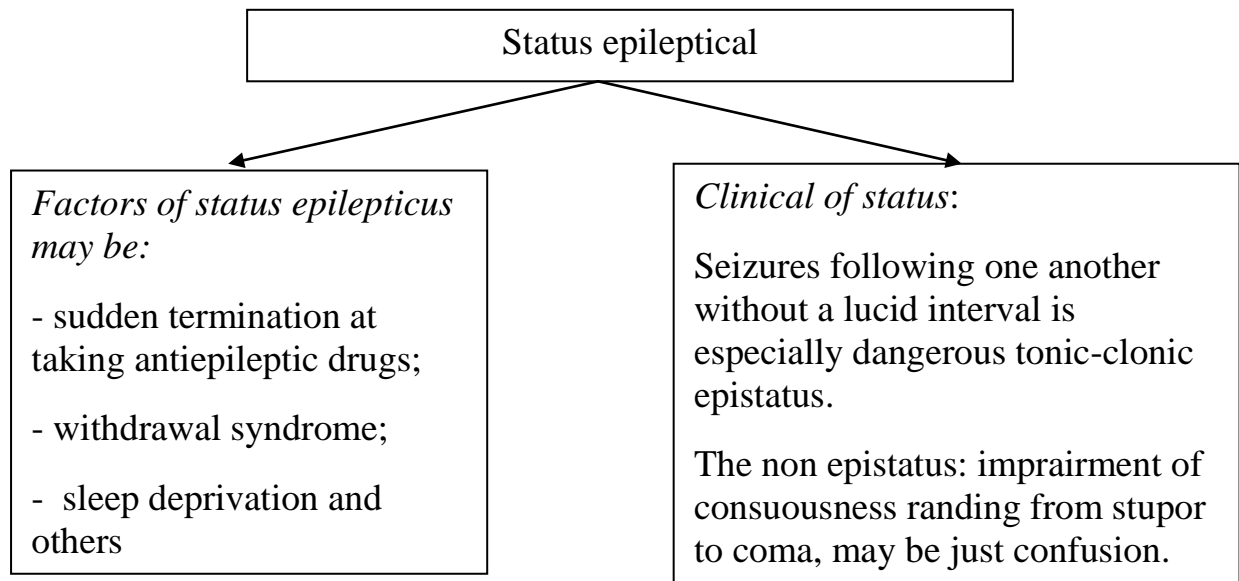 Status epileptical
Factors of status epilepticus
may be:
- sudden termination at
taking antiepileptic drugs;
- withdrawal syndrome;
- sleep deprivation and
others
Clinical of status:
Seizures following one another
without a lucid interval is
especially dangerous tonic-clonic
epistatus.
The non epistatus: imprairment of
consuousness randing from stupor
to coma, may be just confusion.